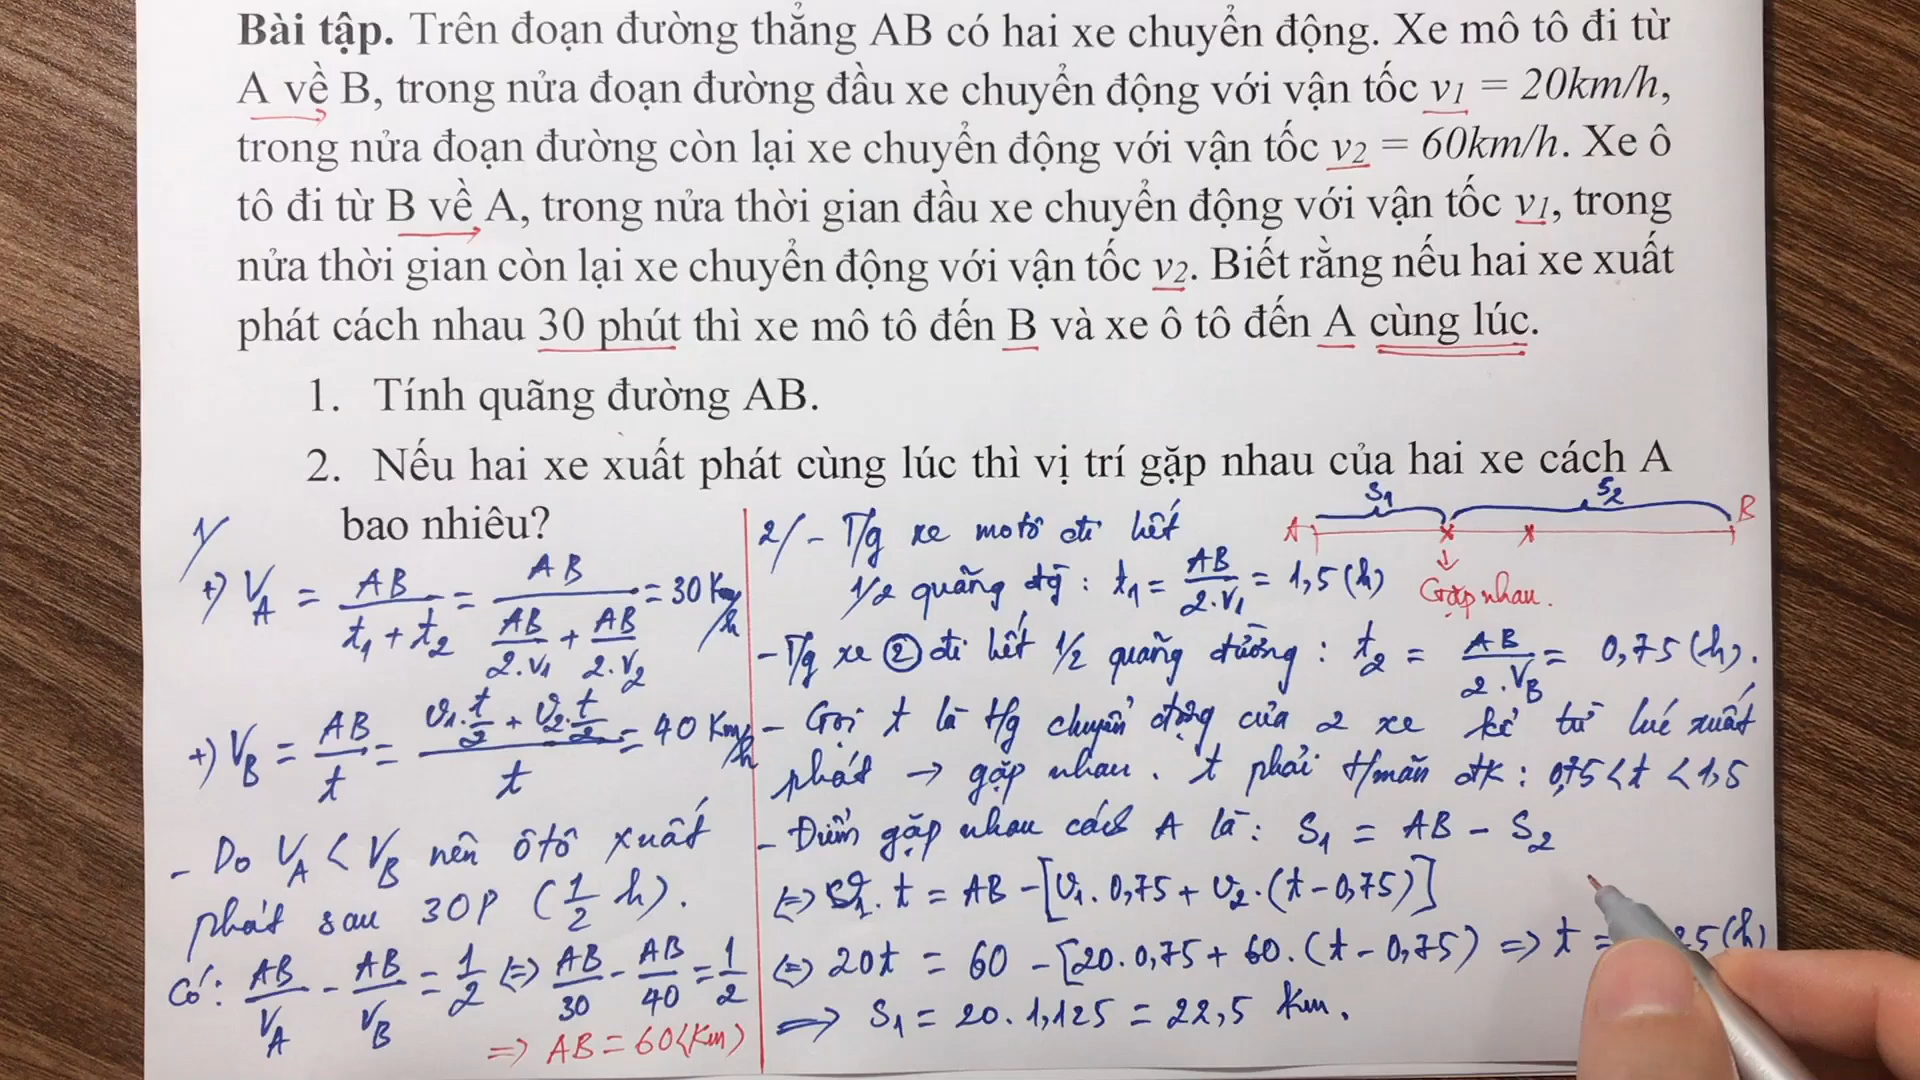 Bài tập. Trên đoạn đường thẳng AB có hai xe chuyển động. Xe mô tô đi từ
A về B, trong nửa đoạn đường đầu xe chuyển động với vận tốc v1 = 20km/h,
trong nửa đoạn đường còn lại xe chuyển động với vận tốc v2 = 60km/h. Xe ô
tô đi từ B về A, trong nửa thời gian đầu xe chuyển động với vận tốc v1, trong
nửa thời gian còn lại xe chuyển động với vận tốc v2. Biết rằng nếu hai xe xuất
phát cách nhau 30 phút thì xe mô tô đến B và xe ô tô đến A cùng lúc.
1. Tính quãng đường AB.
2. Nếu hai xe xuất phát cùng lúc thì vị trí gặp nhau của hai xe cách A
bao nhiêu?
1/
+) VA = AB / (t1 + t2) = AB / (AB/2.v1 + AB/2.v2) = 30 Km/h
+) VB = AB/t = (v1.t/2 + v2.t/2) / t = 40 Km/h
- Do VA < VB nên ôtô xuất
phát sau 30P (1/2 h).
Có: AB/VA - AB/VB = 1/2 <=> AB/30 - AB/40 = 1/2
=> AB = 60 (Km)
2/ - T/g xe motô đi hết
1/2 quãng đg : t1 = AB/2.v1 = 1,5 (h)
A S1 S2 B
Gặp nhau.
- T/g xe 2 đi hết 1/2 quãng đường : t2 = AB/2.VB = 0,75 (h).
- Gọi t là t/g chuyển động của 2 xe kể từ lúc xuất
phát → gặp nhau. t phải t/mãn đk : 0,75 < t < 1,5
- Điểm gặp nhau cách A là : S1 = AB - S2
<=> v1. t = AB - [v1. 0,75 + v2. (t - 0,75)]
<=> 20t = 60 - [20. 0,75 + 60. (t - 0,75) => t = 25 (h)
=> S1 = 20. 1,125 = 22,5 Km.